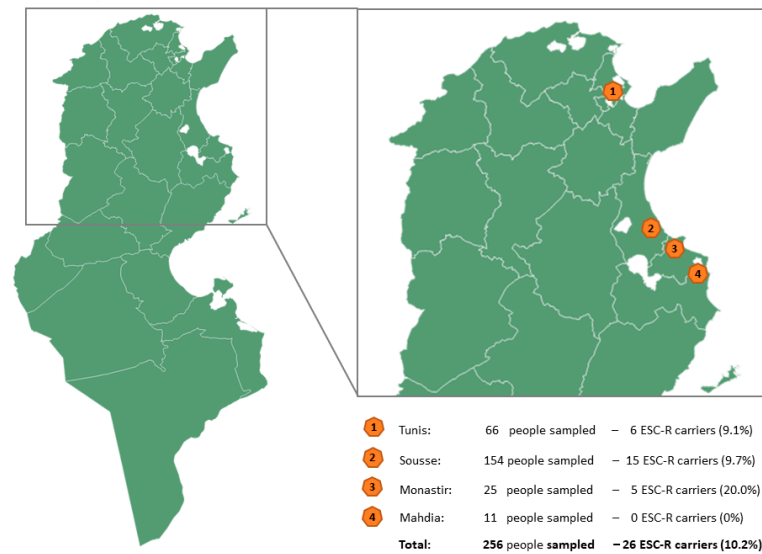 1
2
3
4
1 Tunis: 66 people sampled – 6 ESC-R carriers (9.1%)
2 Sousse: 154 people sampled – 15 ESC-R carriers (9.7%)
3 Monastir: 25 people sampled – 5 ESC-R carriers (20.0%)
4 Mahdia: 11 people sampled – 0 ESC-R carriers (0%)
Total: 256 people sampled – 26 ESC-R carriers (10.2%)